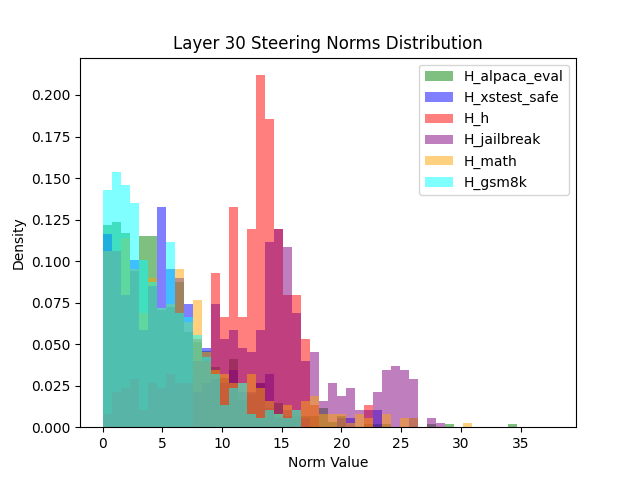 Layer 30 Steering Norms Distribution
H_alpaca_eval
H_xstest_safe
H_h
H_jailbreak
H_math
H_gsm8k
Density
0.200
0.175
0.150
0.125
0.100
0.075
0.050
0.025
0.000
0 5 10 15 20 25 30 35
Norm Value